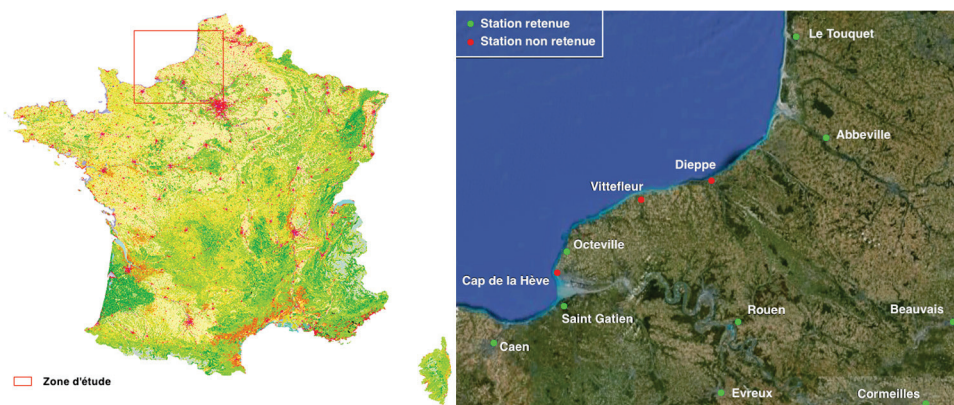 Zone d'étude
Station retenue
Station non retenue
Le Touquet
Abbeville
Dieppe
Vittefleur
Octeville
Cap de la Hève
Saint Gatien
Rouen
Beauvais
Caen
Evreux
Cormeilles